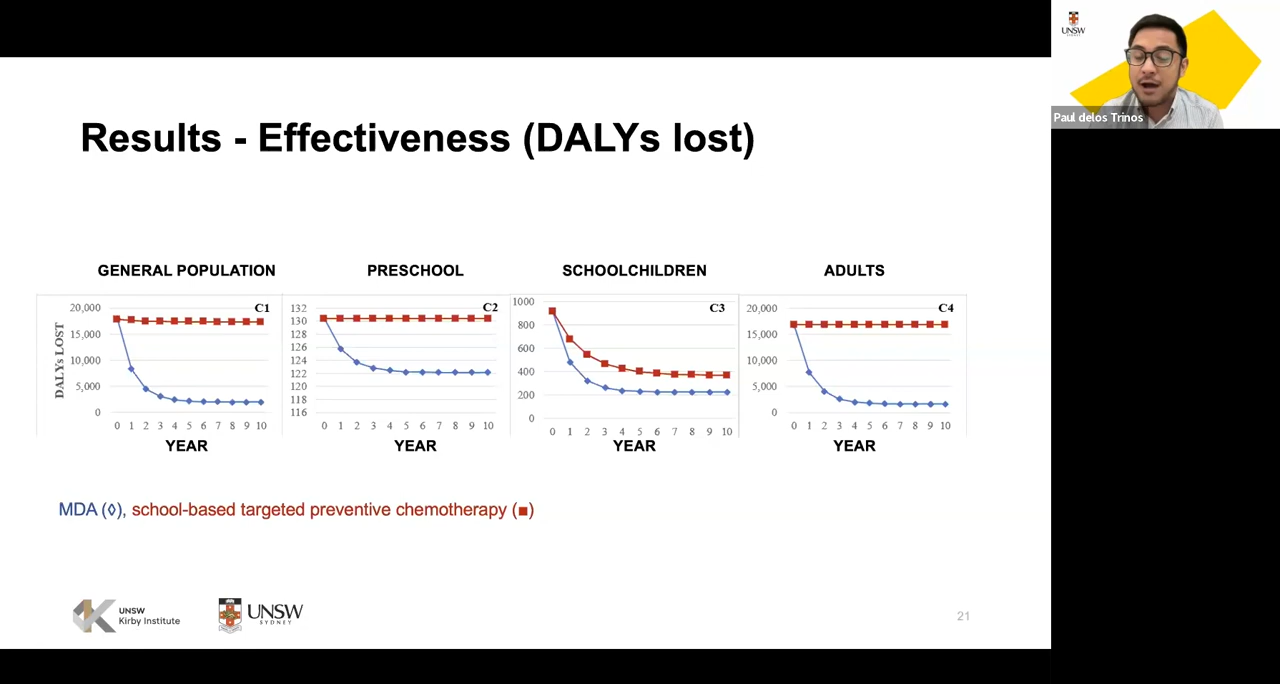 UNSW
SYDNEY
Paul delos Trinos
Results - Effectiveness (DALYs lost)
GENERAL POPULATION
PRESCHOOL
SCHOOLCHILDREN
ADULTS
C1
DALYs LOST
20,000
15,000
10,000
5,000
0
0 1 2 3 4 5 6 7 8 9 10
YEAR
C2
132
130
128
126
124
122
120
118
116
0 1 2 3 4 5 6 7 8 9 10
YEAR
C3
1000
800
600
400
200
0
0 1 2 3 4 5 6 7 8 9 10
YEAR
C4
20,000
15,000
10,000
5,000
0
0 1 2 3 4 5 6 7 8 9 10
YEAR
MDA (◊), school-based targeted preventive chemotherapy (■)
UNSW
Kirby Institute
UNSW
SYDNEY
21